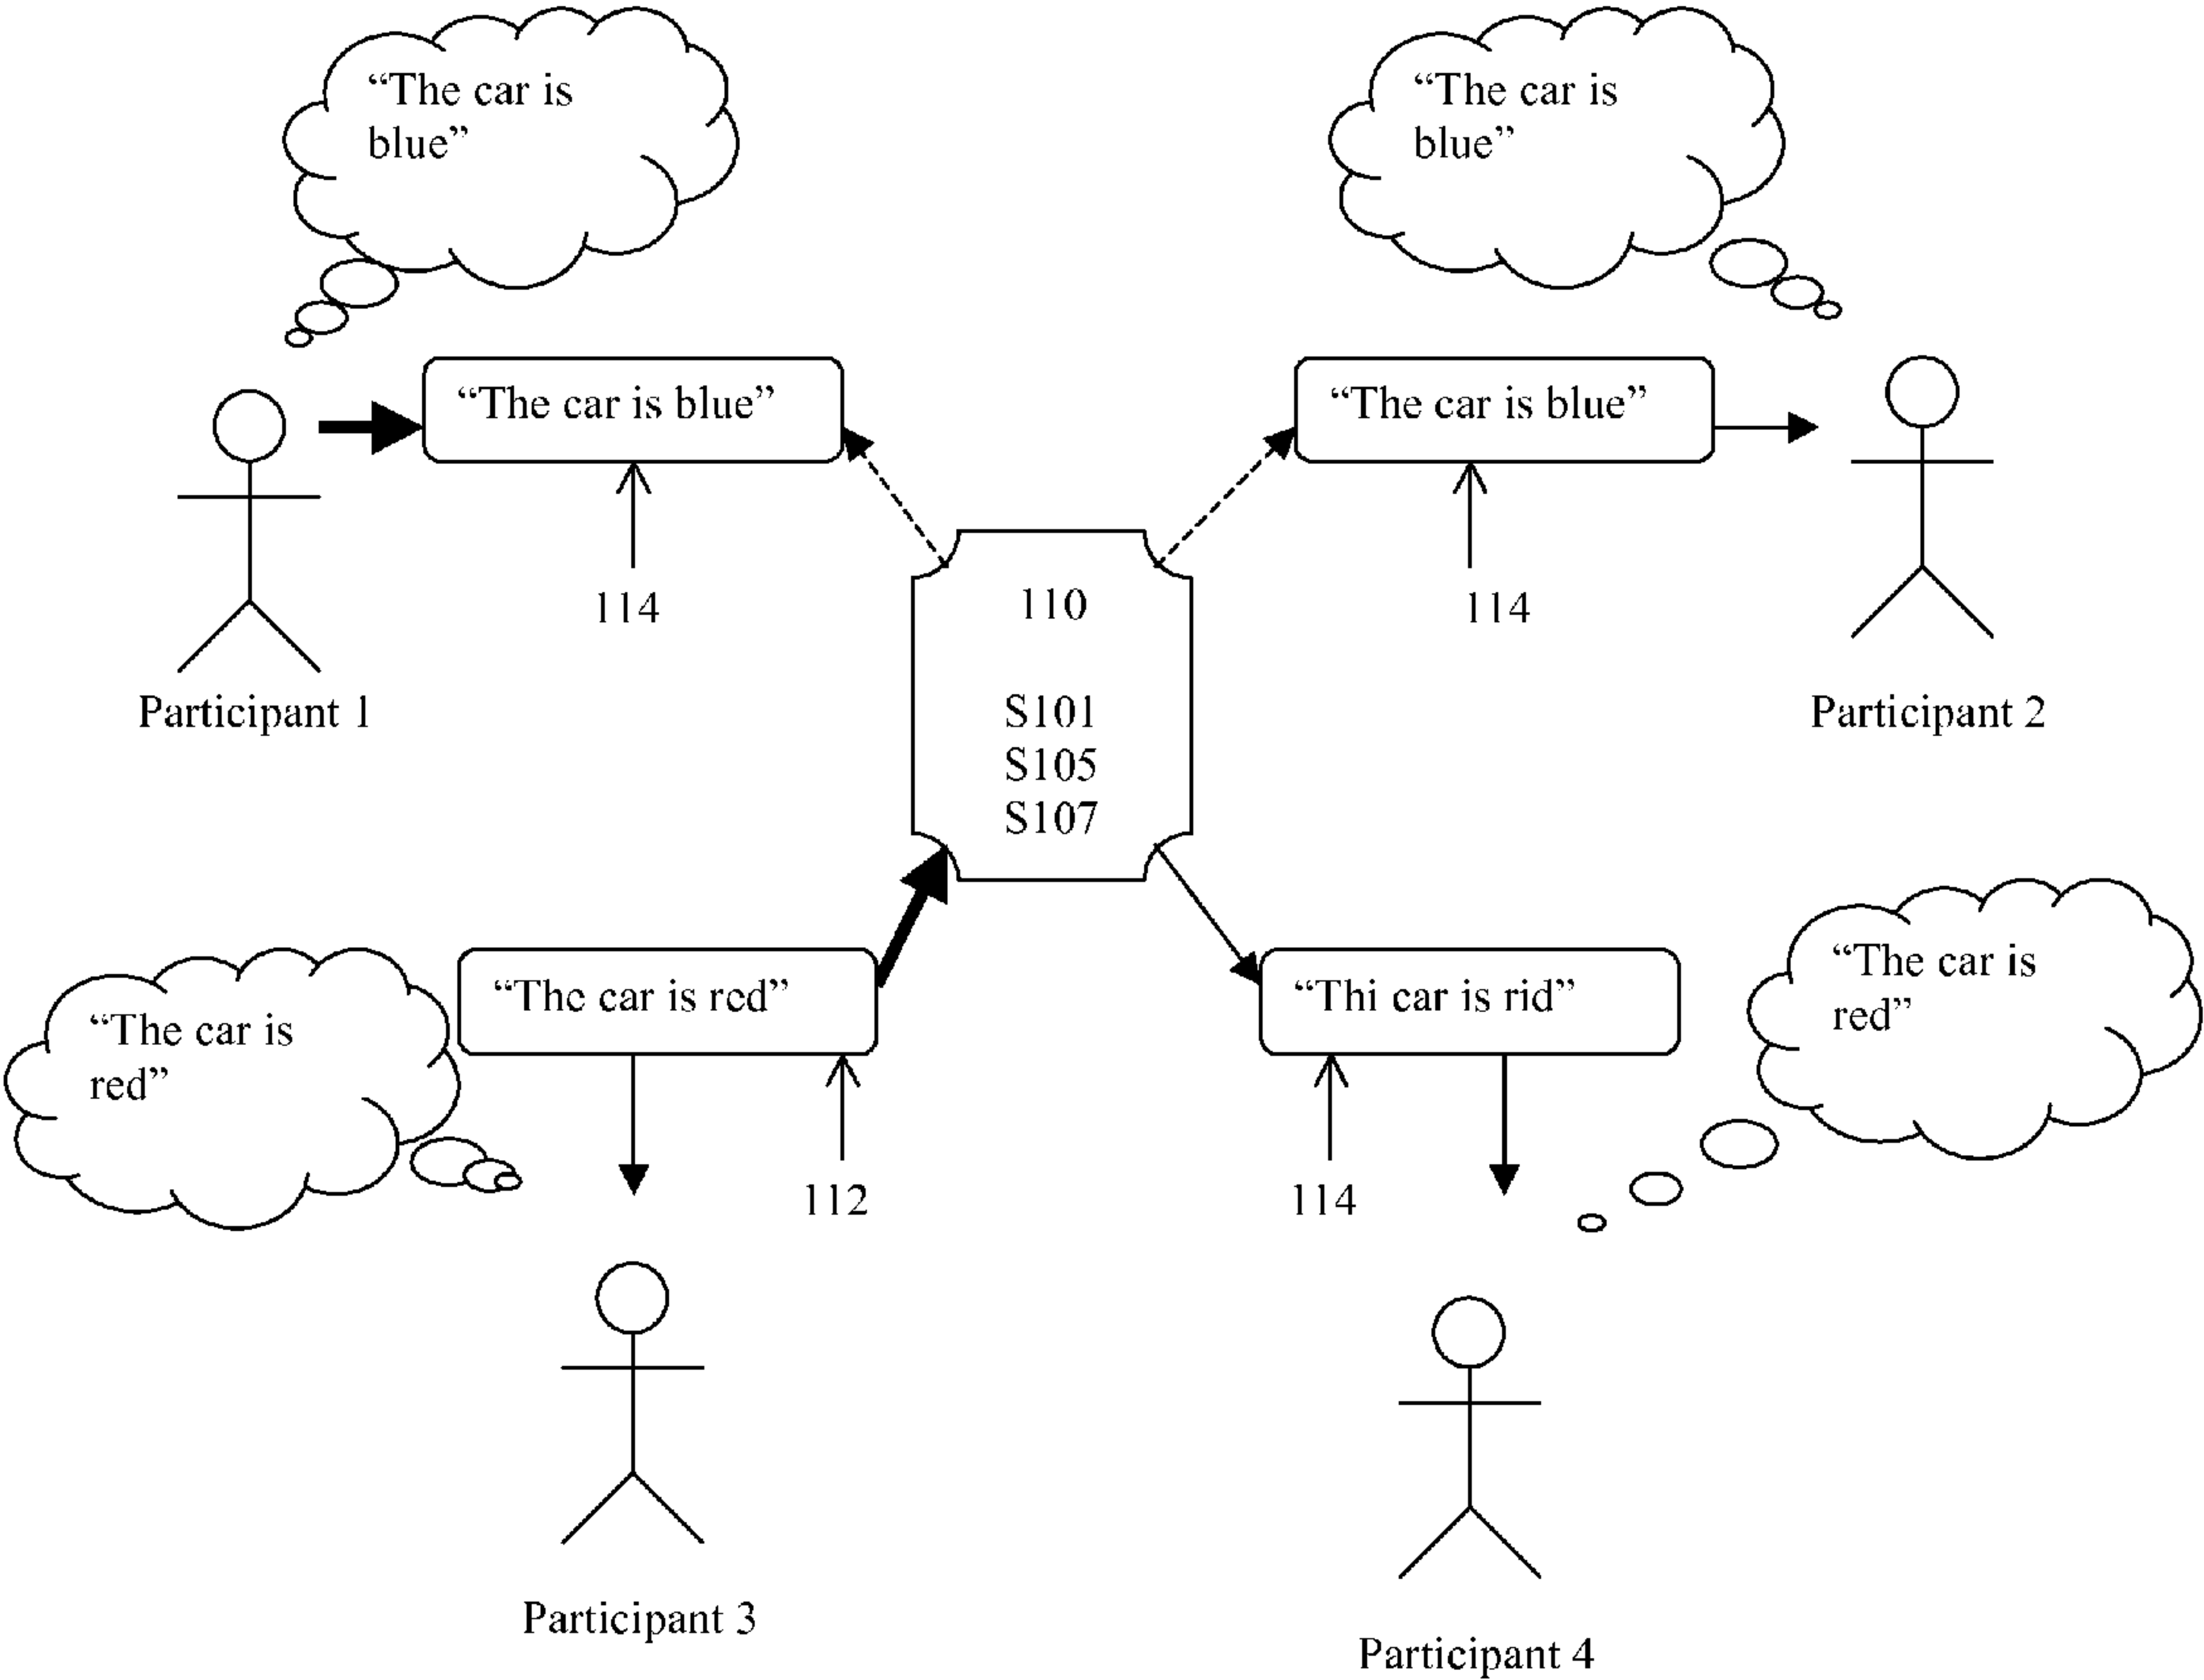 “The car is
blue”
“The car is
blue”
“The car is blue”
“The car is blue”
114
110
114
S101
S105
S107
Participant 1
Participant 2
“The car is
red”
“The car is red”
“Thi car is rid”
“The car is
red”
112
114
Participant 3
Participant 4